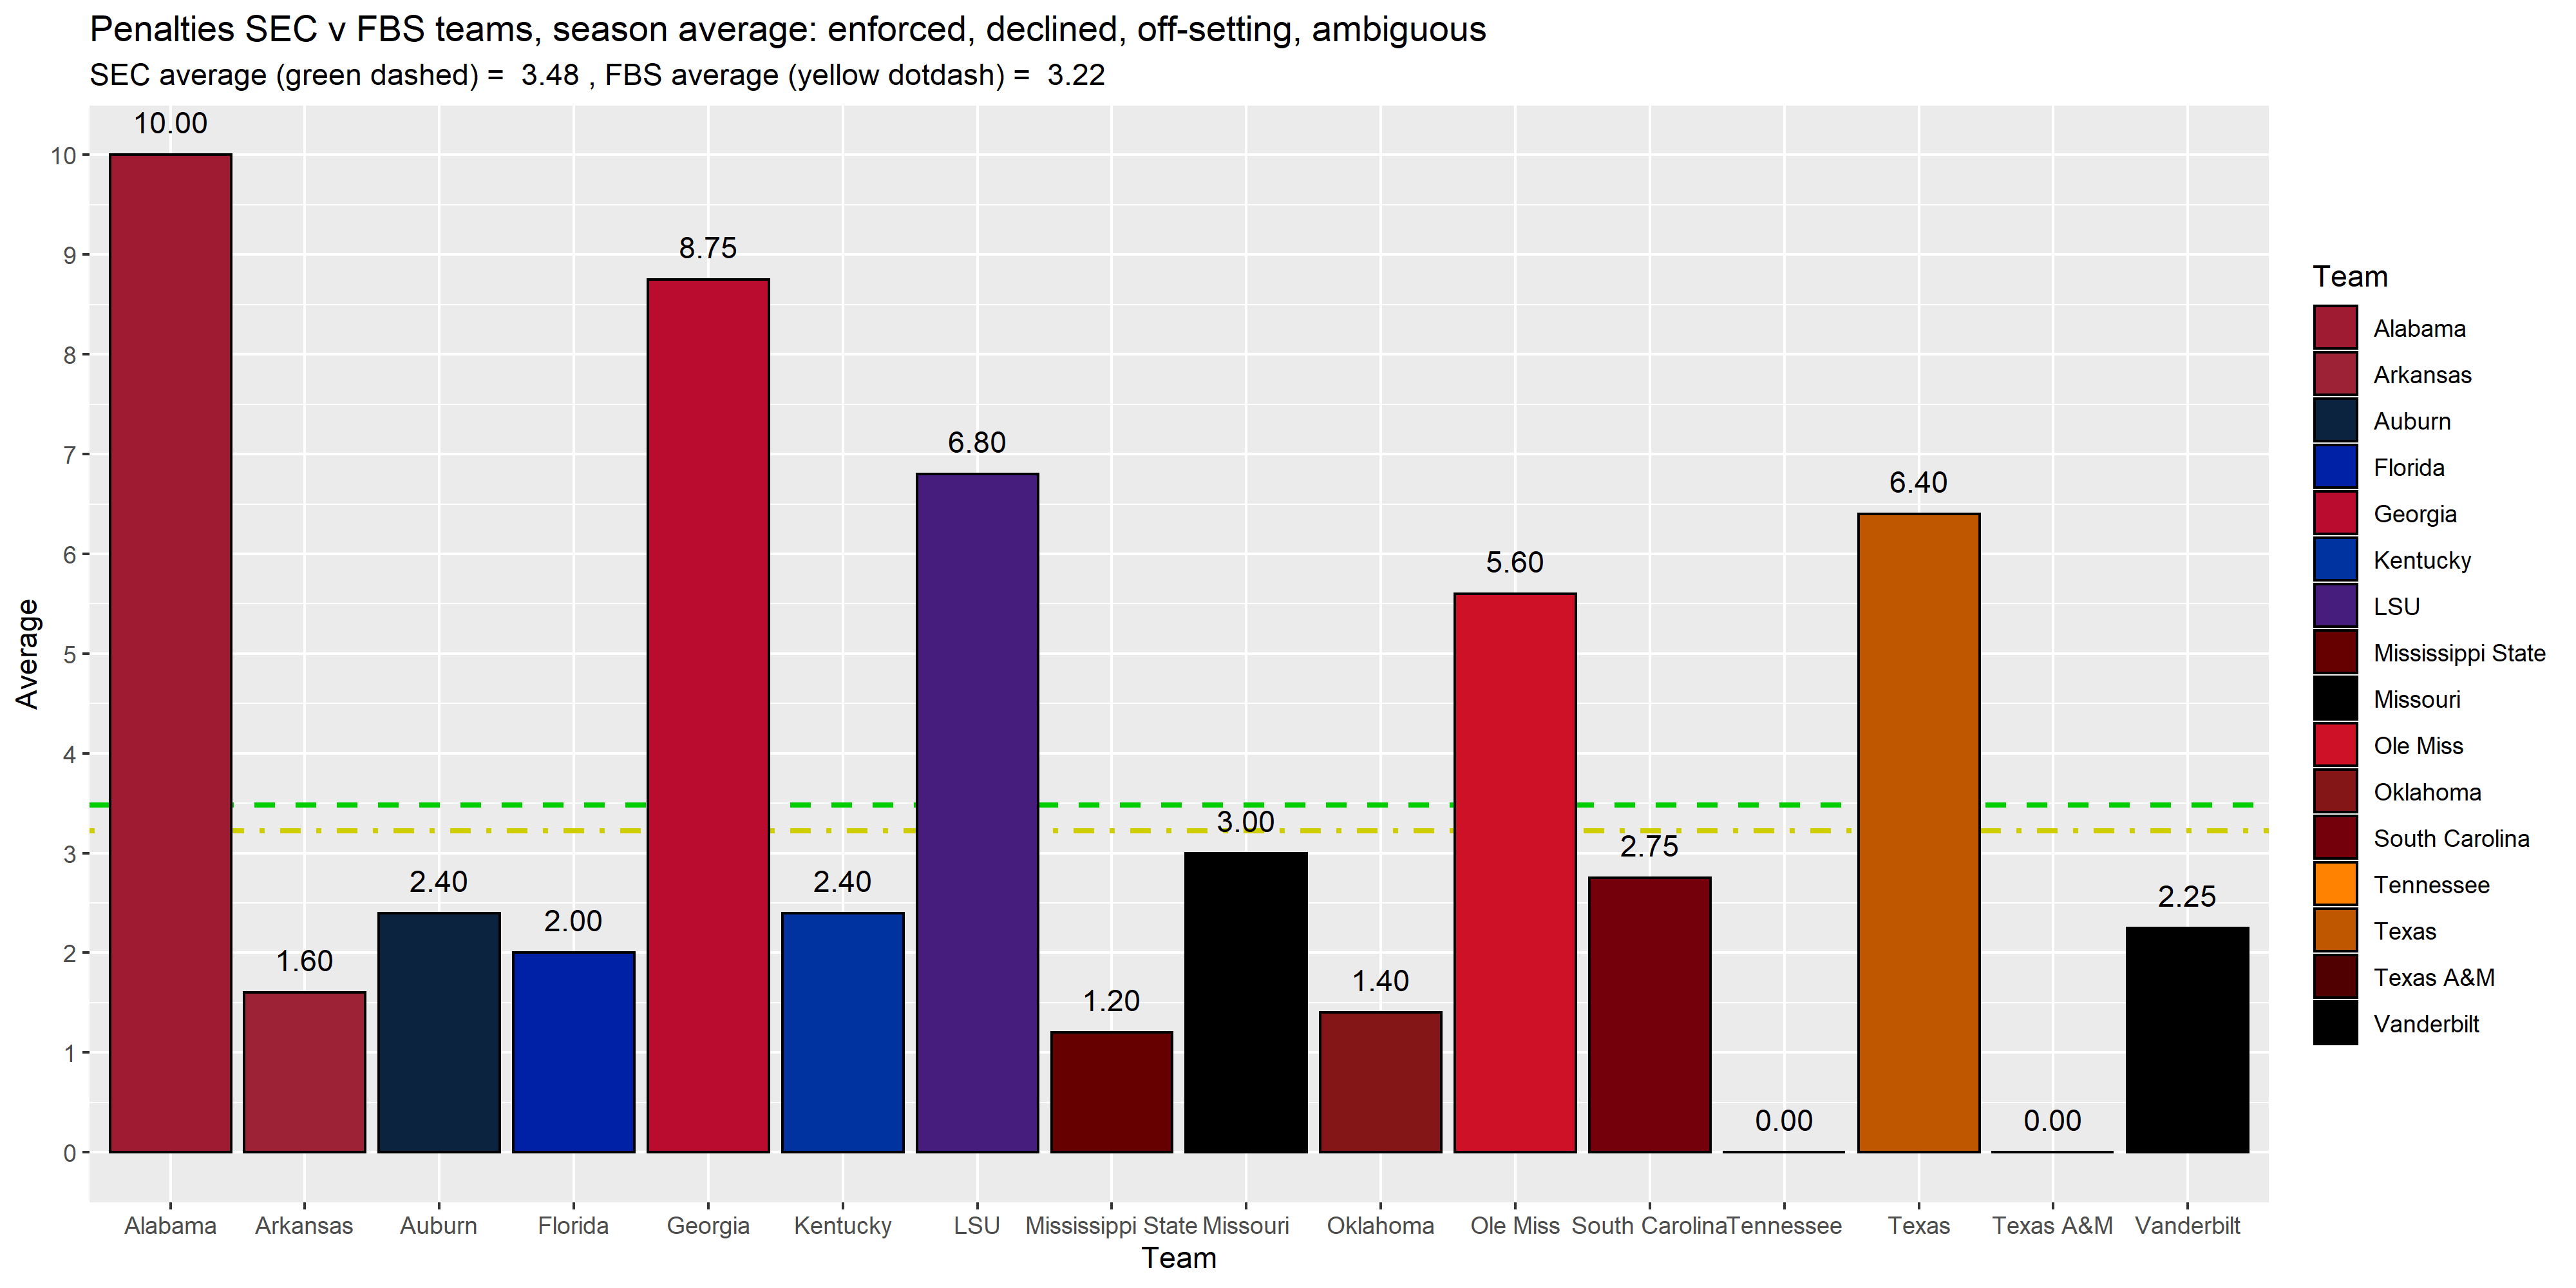 Penalties SEC v FBS teams, season average: enforced, declined, off-setting, ambiguous
SEC average (green dashed) =  3.48 , FBS average (yellow dotdash) =  3.22
Average
10
9
8
7
6
5
4
3
2
1
0
10.00
1.60
2.40
2.00
8.75
2.40
6.80
1.20
3.00
1.40
5.60
2.75
0.00
6.40
0.00
2.25
Alabama
Arkansas
Auburn
Florida
Georgia
Kentucky
LSU
Mississippi State
Missouri
Oklahoma
Ole Miss
South Carolina
Tennessee
Texas
Texas A&M
Vanderbilt
Team
Team
Alabama
Arkansas
Auburn
Florida
Georgia
Kentucky
LSU
Mississippi State
Missouri
Ole Miss
Oklahoma
South Carolina
Tennessee
Texas
Texas A&M
Vanderbilt